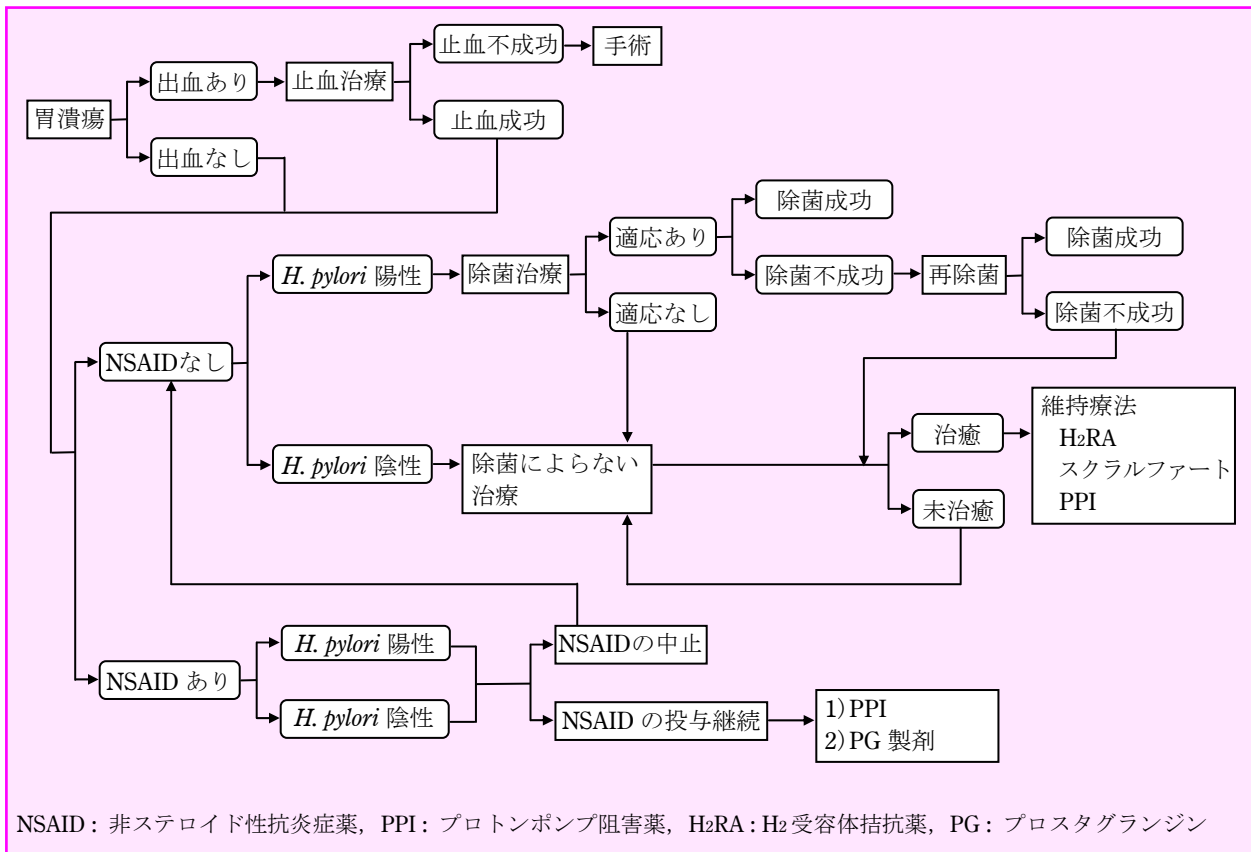 胃潰瘍
出血あり
出血なし
止血治療
止血不成功
止血成功
手術
NSAIDなし
H. pylori 陽性
H. pylori 陰性
除菌治療
適応あり
適応なし
除菌成功
除菌不成功
再除菌
除菌成功
除菌不成功
除菌によらない
治療
治癒
未治癒
維持療法
H2RA
スクラルファート
PPI
NSAID あり
H. pylori 陽性
H. pylori 陰性
NSAIDの中止
NSAID の投与継続
1)PPI
2)PG 製剤
NSAID : 非ステロイド性抗炎症薬, PPI : プロトンポンプ阻害薬, H2RA : H2 受容体拮抗薬, PG : プロスタグランジン